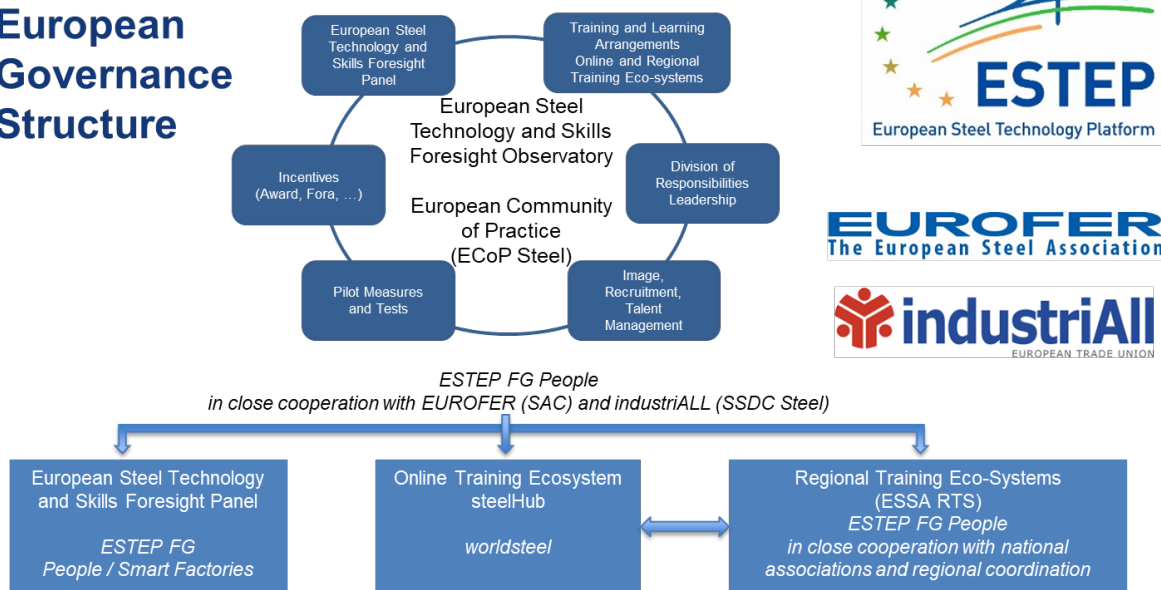 European
Governance
Structure
European Steel
Technology and
Skills Foresight
Panel
Training and Learning
Arrangements
Online and Regional
Training Eco-systems
European Steel
Technology and Skills
Foresight Observatory
Incentives
(Award, Fora, …)
Division of
Responsibilities
Leadership
European Community
of Practice
(ECoP Steel)
Pilot Measures
and Tests
Image,
Recruitment,
Talent
Management
ESTEP
European Steel Technology Platform
EUROFER
The European Steel Association
industriAll
EUROPEAN TRADE UNION
ESTEP FG People
in close cooperation with EUROFER (SAC) and industriALL (SSDC Steel)
European Steel Technology
and Skills Foresight Panel
ESTEP FG
People / Smart Factories
Online Training Ecosystem
steelHub
worldsteel
Regional Training Eco-Systems
(ESSA RTS)
ESTEP FG People
in close cooperation with national
associations and regional coordination